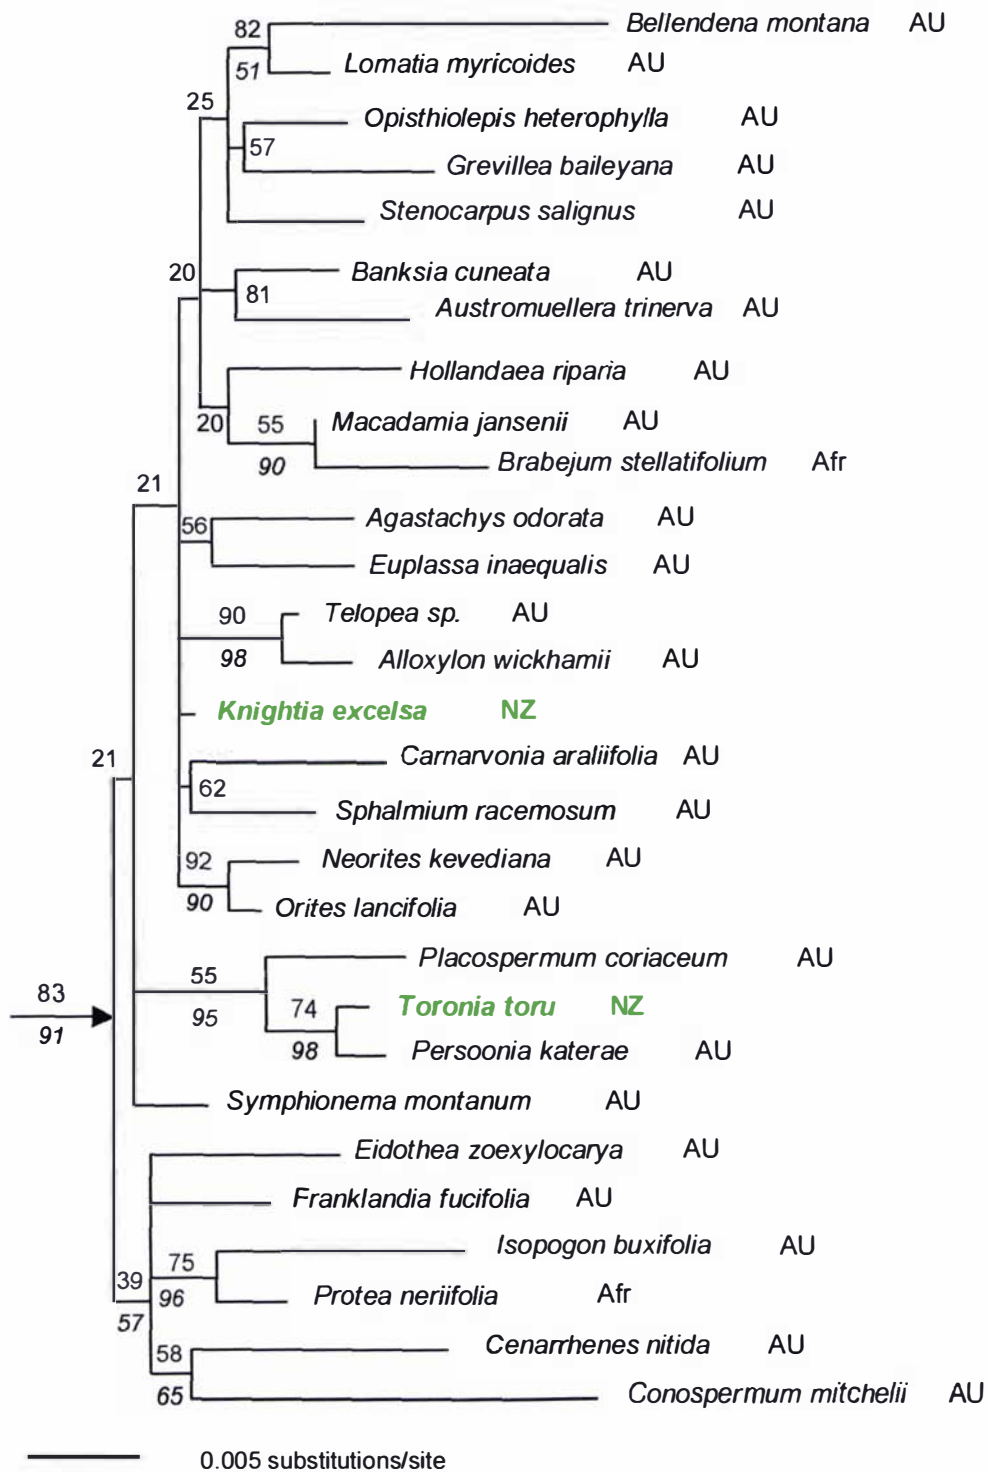 82
Bellendena montana AU
51
Lomatia myricoides AU
25
Opisthiolepis heterophylla AU
57
Grevillea baileyana AU
Stenocarpus salignus AU
20
Banksia cuneata AU
81
Austromuellera trinerva AU
Hollandaea riparia AU
20
55
Macadamia jansenii AU
90
Brabejum stellatifolium Afr
21
56
Agastachys odorata AU
Euplassa inaequalis AU
90
Telopea sp. AU
98
Alloxylon wickhamii AU
Knightia excelsa NZ
21
Carnarvonia araliifolia AU
62
Sphalmium racemosum AU
92
Neorites kevediana AU
90
Orites lancifolia AU
55
Placospermum coriaceum AU
83
95
74
Toronia toru NZ
91
98
Persoonia katerae AU
Symphionema montanum AU
Eidothea zoexylocarya AU
Franklandia fucifolia AU
75
Isopogon buxifolia AU
39
96
Protea neriifolia Afr
57
58
Cenarrhenes nitida AU
65
Conospermum mitchelii AU
0.005 substitutions/site